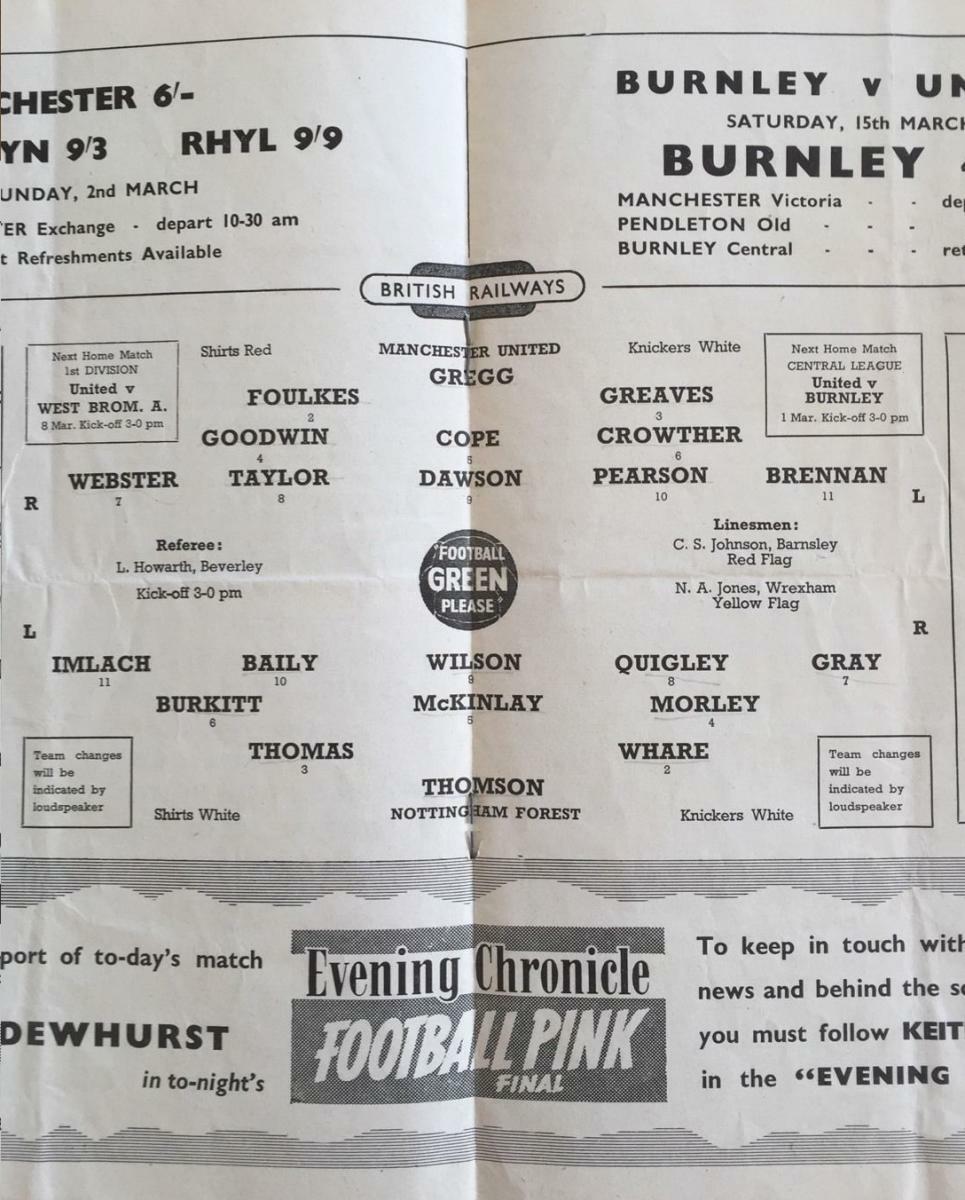 CHESTER 6/-
YN 9/3 RHYL 9/9
UNDAY, 2nd MARCH
TER Exchange - depart 10-30 am
t Refreshments Available
BURNLEY v UN
SATURDAY, 15th MARCH
BURNLEY
MANCHESTER Victoria - - dep
PENDLETON Old - - -
BURNLEY Central - - - ret
BRITISH RAILWAYS
Next Home Match
1st DIVISION
United v
WEST BROM. A.
8 Mar. Kick-off 3-0 pm
Shirts Red
MANCHESTER UNITED
Knickers White
Next Home Match
CENTRAL LEAGUE
United v
BURNLEY
1 Mar. Kick-off 3-0 pm
GREGG
FOULKES GREAVES
2 3
GOODWIN COPE CROWTHER
4 5 6
WEBSTER TAYLOR DAWSON PEARSON BRENNAN
7 8 9 10 11
R L
Referee:
L. Howarth, Beverley
Kick-off 3-0 pm
"FOOTBALL
GREEN
PLEASE"
Linesmen:
C. S. Johnson, Barnsley
Red Flag
N. A. Jones, Wrexham
Yellow Flag
L R
IMLACH BAILY WILSON QUIGLEY GRAY
11 10 9 8 7
BURKITT McKINLAY MORLEY
6 5 4
THOMAS WHARE
3 2
THOMSON
Team changes
will be
indicated by
loudspeaker
Shirts White
NOTTINGHAM FOREST
Knickers White
Team changes
will be
indicated by
loudspeaker
port of to-day's match
DEWHURST
in to-night's
Evening Chronicle
FOOTBALL PINK
FINAL
To keep in touch with
news and behind the sc
you must follow KEIT
in the "EVENING